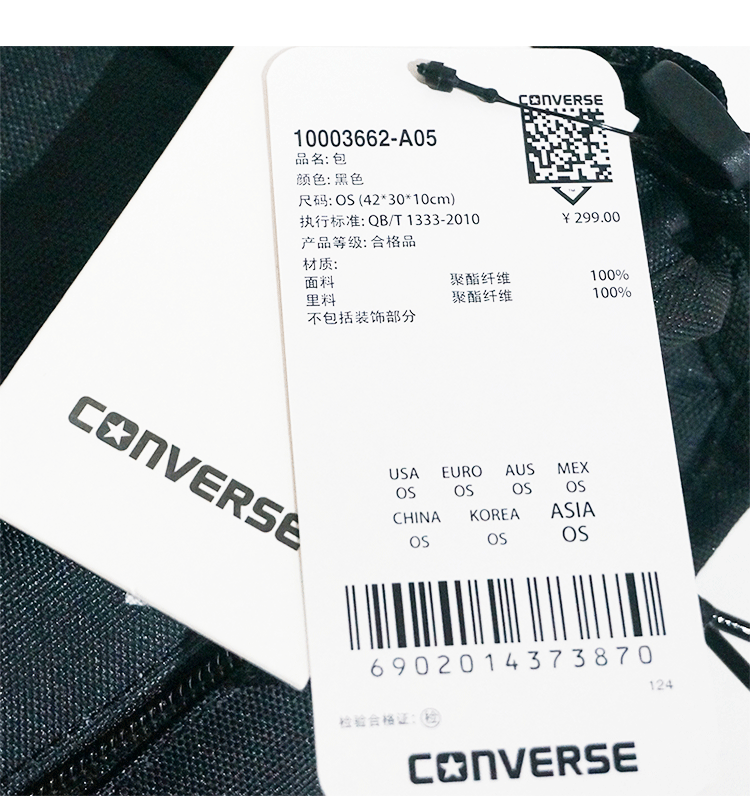 CONVERSE
10003662-A05
品名: 包
颜色: 黑色
尺码: OS (42*30*10cm)
执行标准: QB/T 1333-2010
¥ 299.00
产品等级: 合格品
材质:
面料 聚酯纤维 100%
里料 聚酯纤维 100%
不包括装饰部分
CONVERSE
USA EURO AUS MEX
OS OS OS OS
CHINA KOREA ASIA
OS OS OS
6902014373870
124
检验合格证: 检
CONVERSE